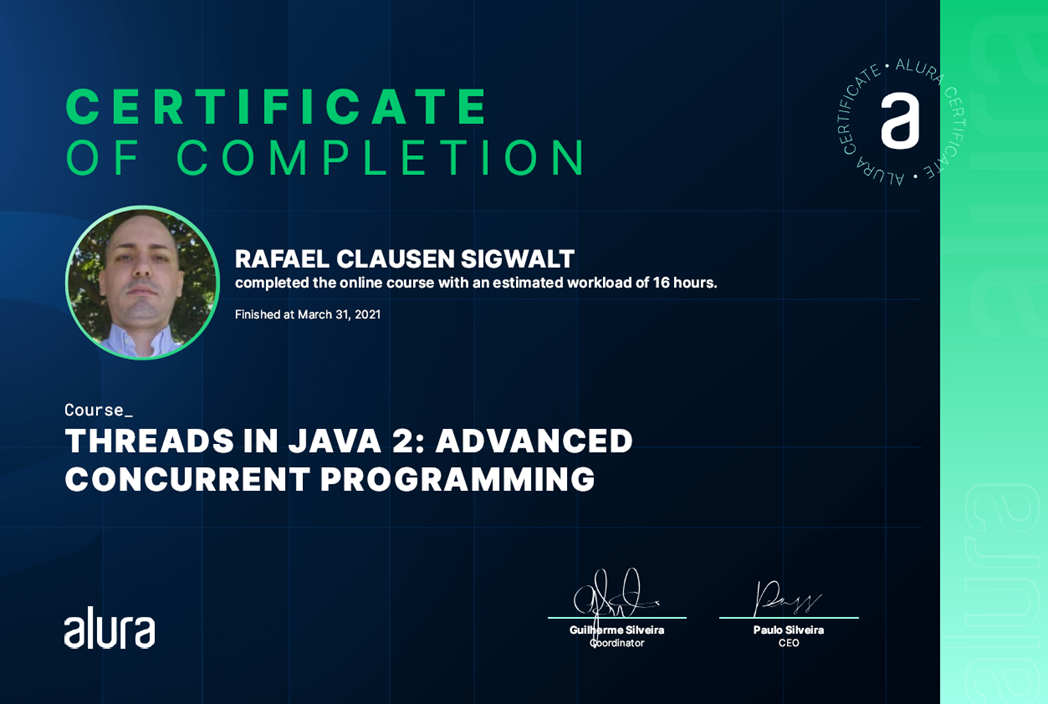 CERTIFICATE
OF COMPLETION
ALURA CERTIFICATE • ALURA CERTIFICATE •
a
RAFAEL CLAUSEN SIGWALT
completed the online course with an estimated workload of 16 hours.
Finished at March 31, 2021
Course_
THREADS IN JAVA 2: ADVANCED
CONCURRENT PROGRAMMING
alura
Guilherme Silveira
Coordinator
Paulo Silveira
CEO
alura
alura